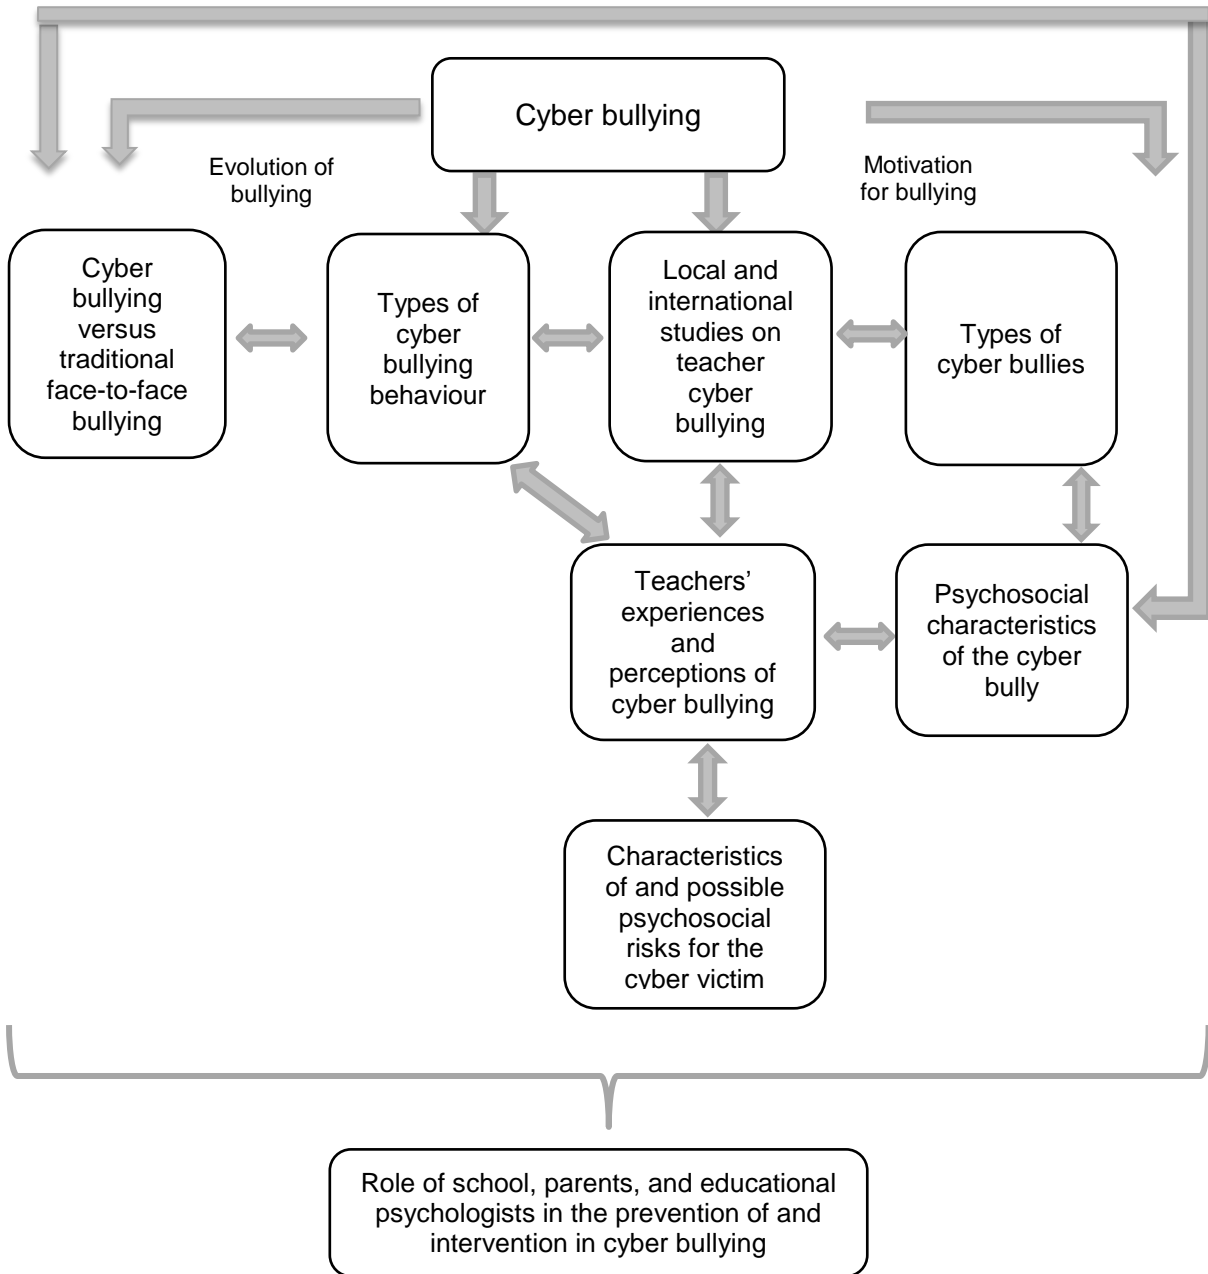 Cyber bullying
Evolution of
bullying
Motivation
for bullying
Cyber
bullying
versus
traditional
face-to-face
bullying
Types of
cyber
bullying
behaviour
Local and
international
studies on
teacher
cyber
bullying
Types of
cyber bullies
Teachers’
experiences
and
perceptions of
cyber bullying
Psychosocial
characteristics
of the cyber
bully
Characteristics
of and possible
psychosocial
risks for the
cyber victim
Role of school, parents, and educational
psychologists in the prevention of and
intervention in cyber bullying